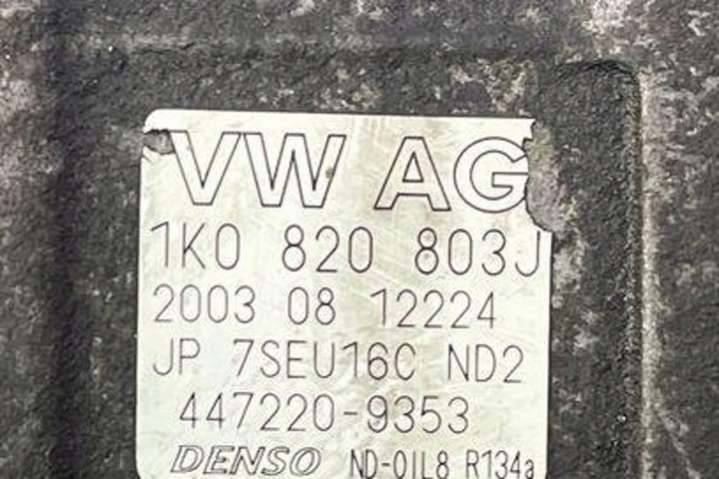 VW AG
1K0 820 803J
2003 08 12224
JP 7SEU16C ND2
447220-9353
DENSO ND-OIL8 R134a